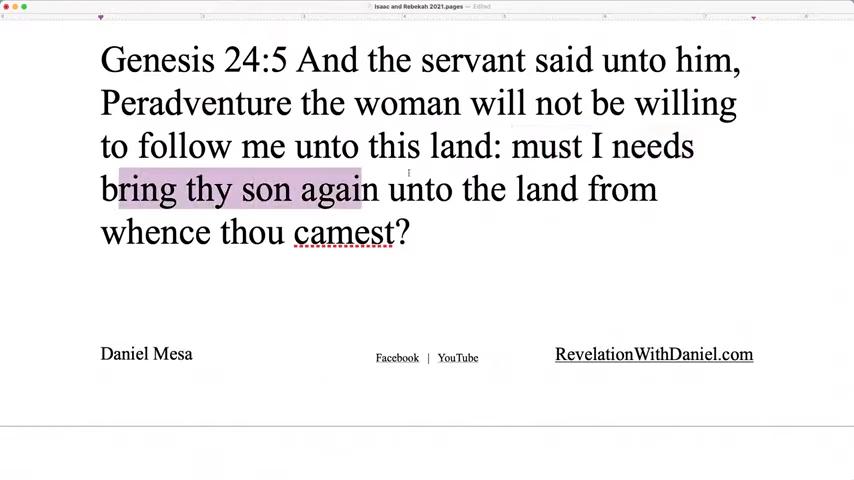 Isaac and Rebekah 2021.pages — Edited
Genesis 24:5 And the servant said unto him,
Peradventure the woman will not be willing
to follow me unto this land: must I needs
bring thy son again unto the land from
whence thou camest?
Daniel Mesa
Facebook | YouTube
RevelationWithDaniel.com